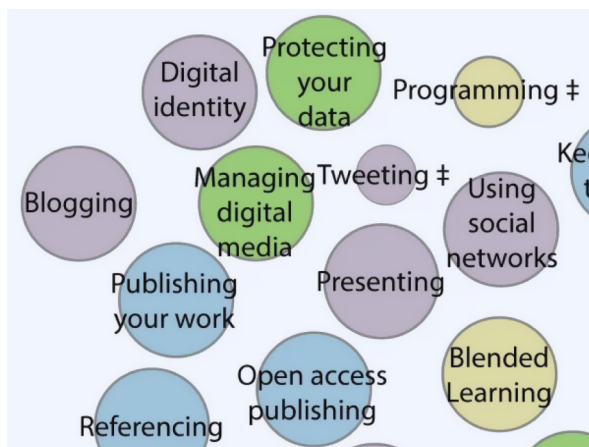 Protecting
your
data
Digital
identity
Programming ‡
Tweeting ‡
Managing
digital
media
Blogging
Using
social
networks
Publishing
your work
Presenting
Blended
Learning
Open access
publishing
Referencing